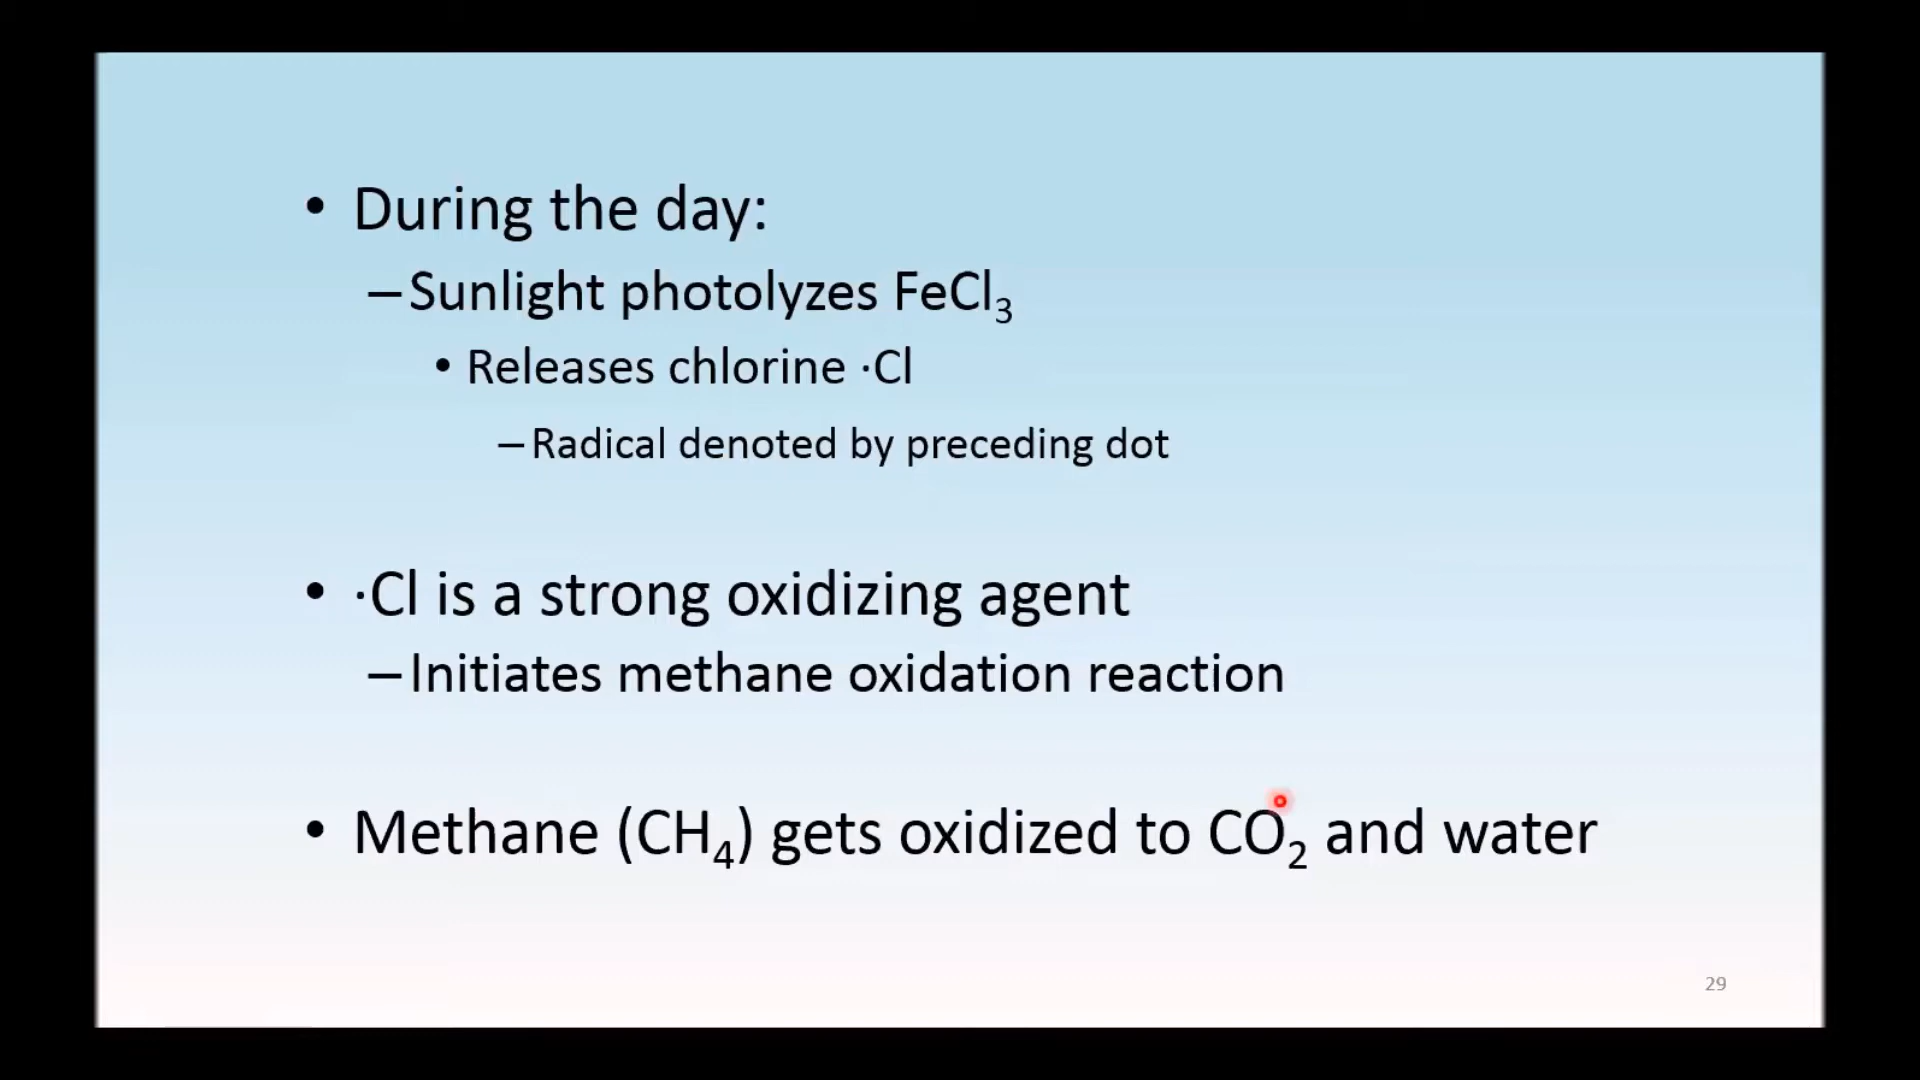 • During the day:
– Sunlight photolyzes FeCl₃
• Releases chlorine ·Cl
– Radical denoted by preceding dot
• ·Cl is a strong oxidizing agent
– Initiates methane oxidation reaction
• Methane (CH₄) gets oxidized to CO₂ and water
29